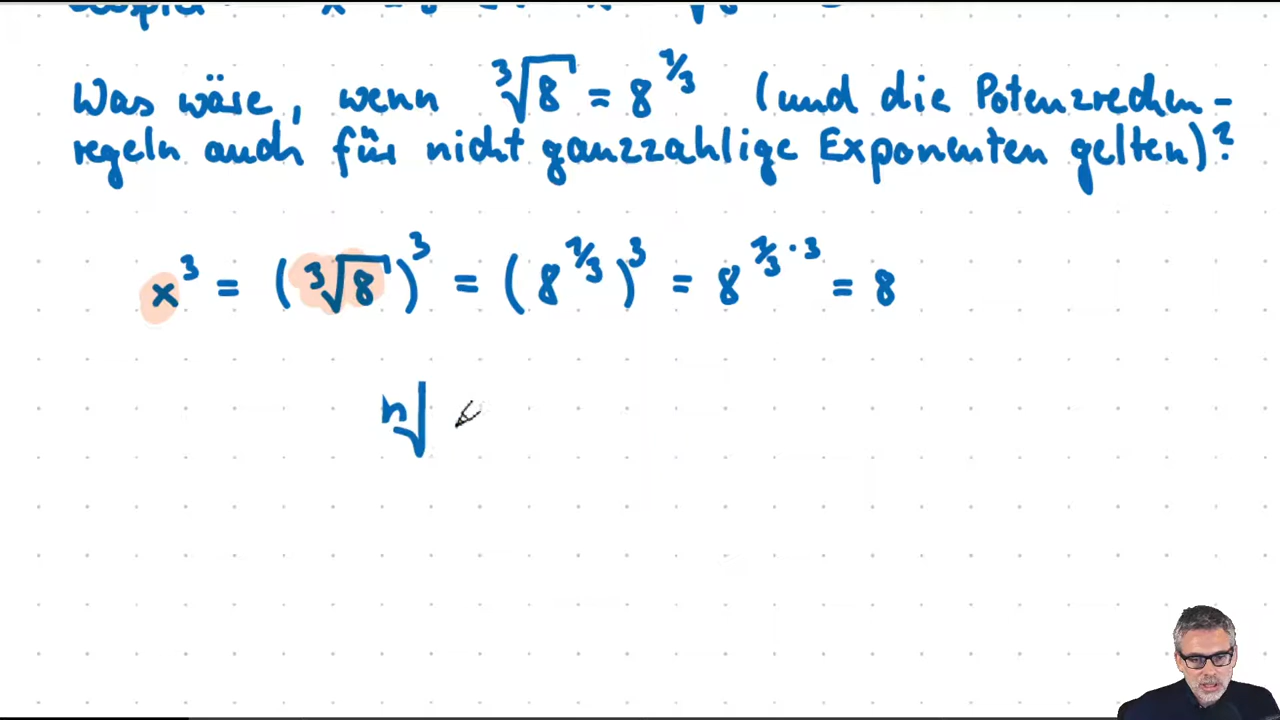 Was wäre, wenn ³√8 = 8^1/3 (und die Potenzrechen-
regeln auch für nicht ganzzahlige Exponenten gelten)?
x³ = (³√8)³ = (8^1/3)³ = 8^1/3·3 = 8
ⁿ√